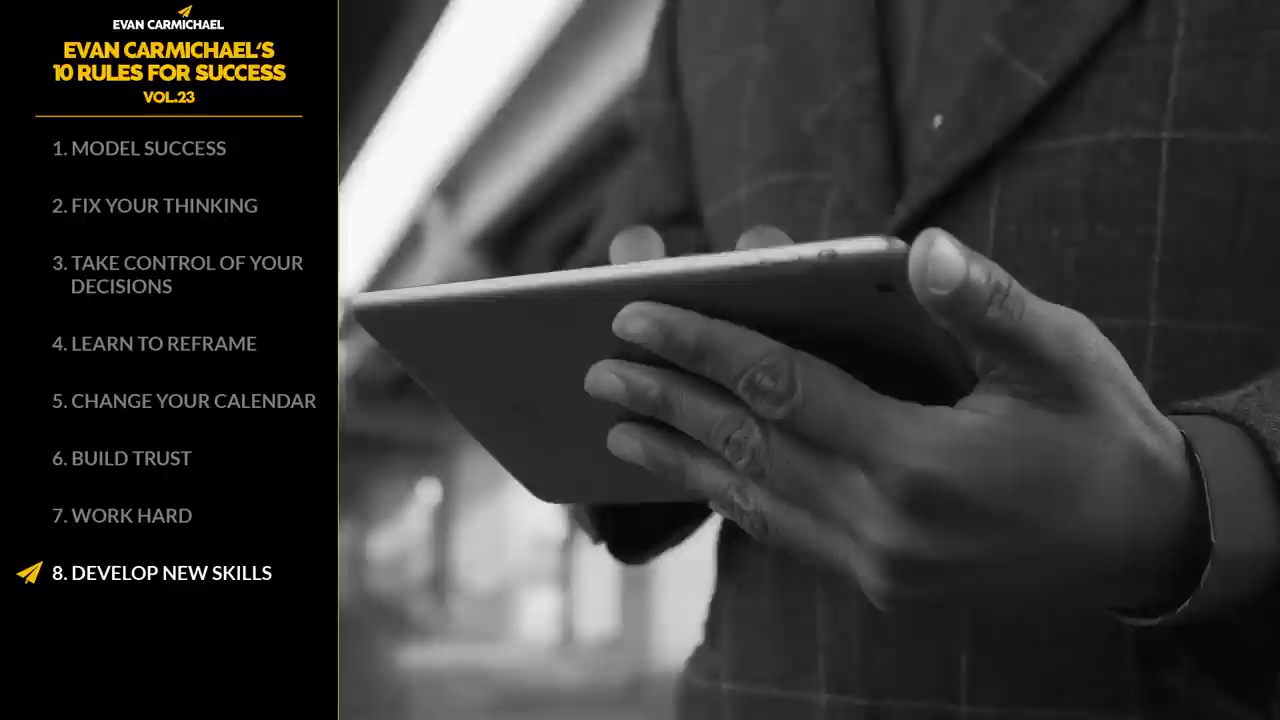 EVAN CARMICHAEL
EVAN CARMICHAEL'S
10 RULES FOR SUCCESS
VOL.23
1. MODEL SUCCESS
2. FIX YOUR THINKING
3. TAKE CONTROL OF YOUR
DECISIONS
4. LEARN TO REFRAME
5. CHANGE YOUR CALENDAR
6. BUILD TRUST
7. WORK HARD
8. DEVELOP NEW SKILLS